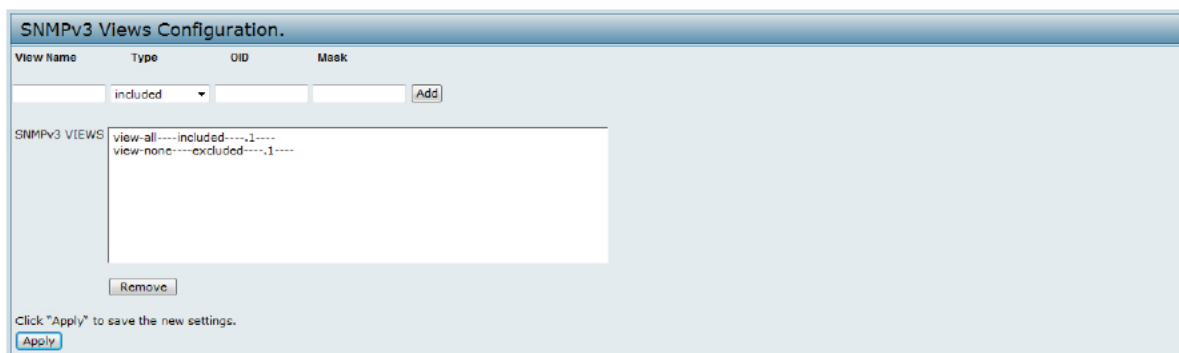 SNMPv3 Views Configuration.
View Name Type OID Mask
included Add
SNMPv3 VIEWS
view-all----included----.1----
view-none----excluded----.1----
Remove
Click "Apply" to save the new settings.
Apply